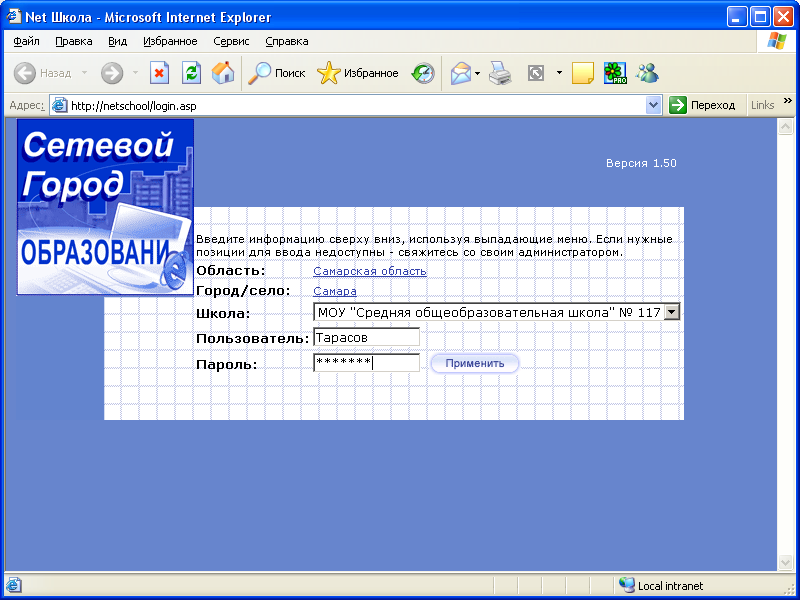 Net Школа - Microsoft Internet Explorer
Файл Правка Вид Избранное Сервис Справка
Назад Поиск Избранное PRO
Адрес: http://netschool/login.asp Переход Links »
Сетевой
Город
ОБРАЗОВАНИ
Версия 1.50
Введите информацию сверху вниз, используя выпадающие меню. Если нужные
позиции для ввода недоступны - свяжитесь со своим администратором.
Область: Самарская область
Город/село: Самара
Школа: МОУ "Средняя общеобразовательная школа" № 117
Пользователь: Тарасов
Пароль: ******* Применить
Local intranet